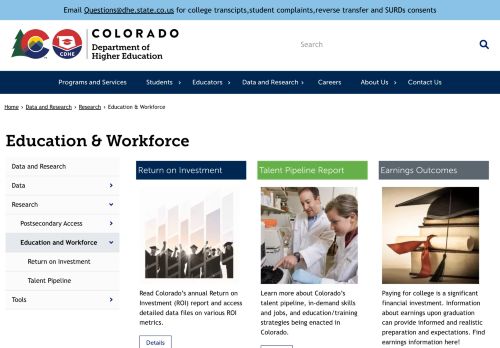 Email Questions@dhe.state.co.us for college transcipts,student complaints,reverse transfer and SURDs consents
COLORADO
Department of
Higher Education
CDHE
Search
Programs and Services Students › Educators › Data and Research › Careers About Us › Contact Us
Home › Data and Research › Research › Education & Workforce
Education & Workforce
Data and Research
Data
Research
Postsecondary Access
Education and Workforce
Return on Investment
Talent Pipeline
Tools
Return on Investment
Read Colorado's annual Return on
Investment (ROI) report and access
detailed data files on various ROI
metrics.
Details
Talent Pipeline Report
Learn more about Colorado's
talent pipeline, in-demand skills
and jobs, and education/training
strategies being enacted in
Colorado.
Earnings Outcomes
Paying for college is a significant
financial investment. Information
about earnings upon graduation
can provide informed and realistic
preparation and expectations. Find
earnings information here!